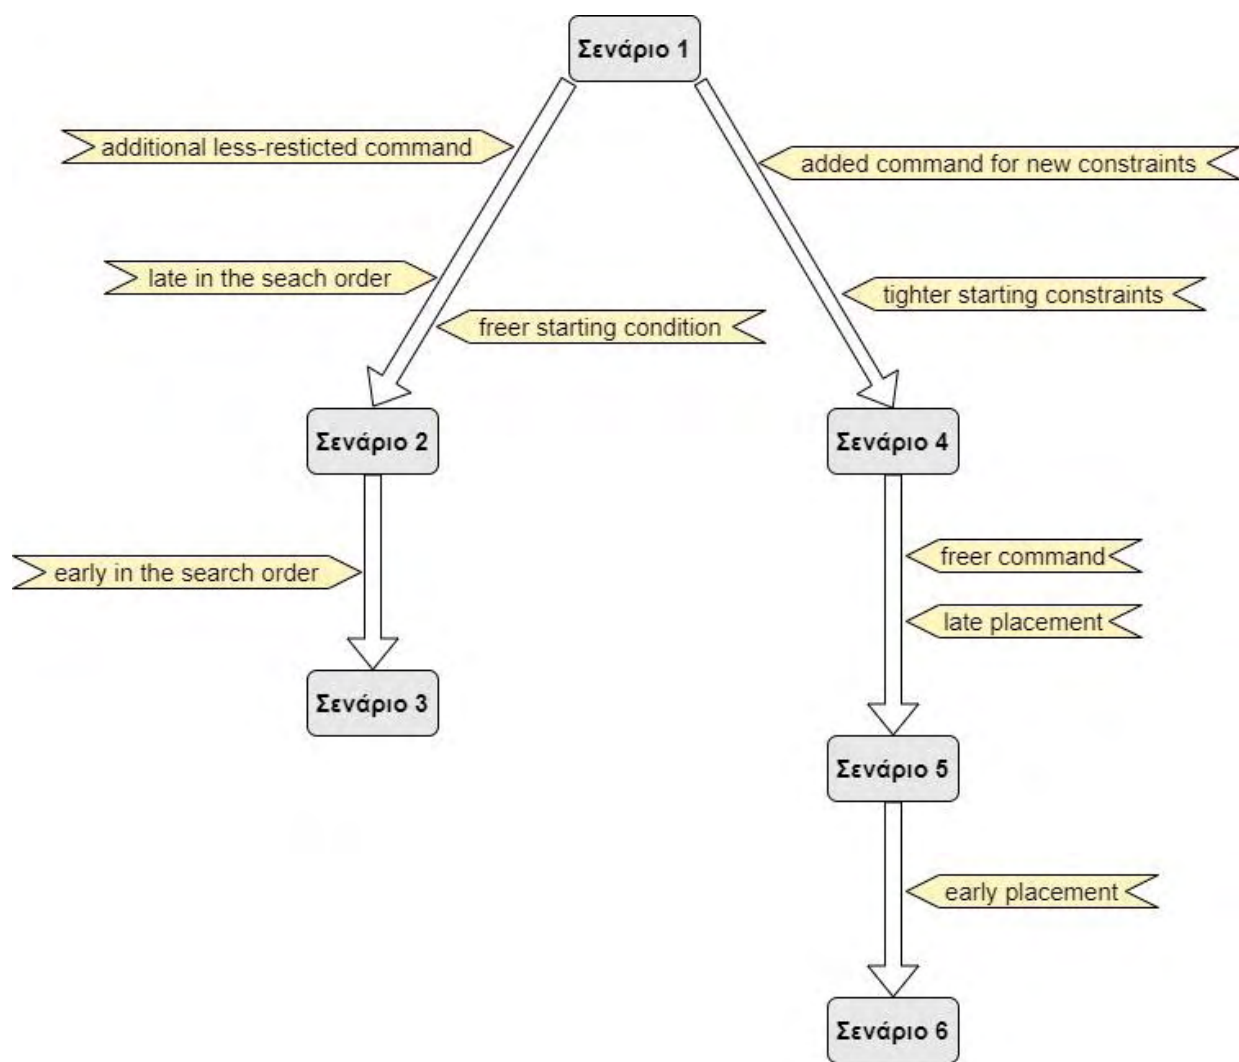 Σενάριο 1
additional less-resticted command
added command for new constraints
late in the seach order
tighter starting constraints
freer starting condition
Σενάριο 2
Σενάριο 4
freer command
early in the search order
late placement
Σενάριο 3
Σενάριο 5
early placement
Σενάριο 6